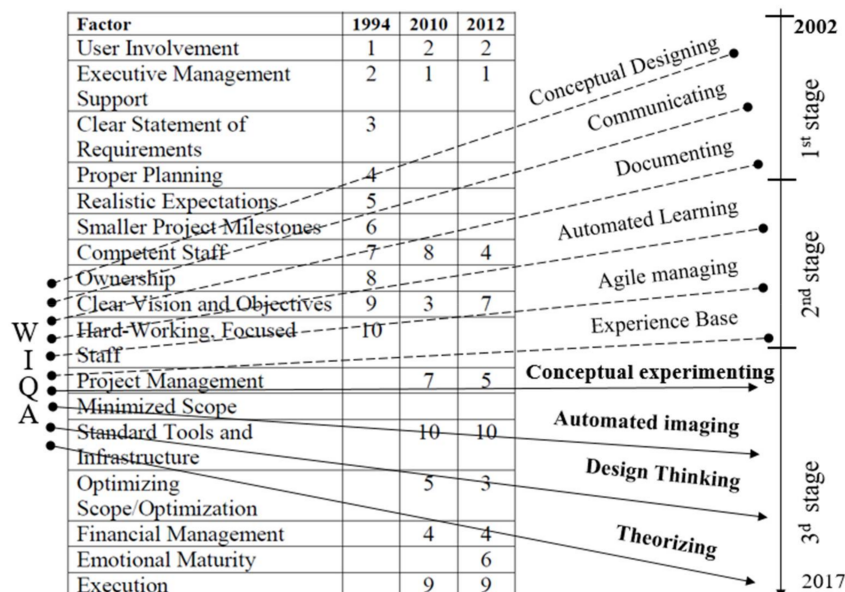 Factor 1994 2010 2012
User Involvement 1 2 2
Executive Management 2 1 1
Support
Clear Statement of 3
Requirements
Proper Planning 4
Realistic Expectations 5
Smaller Project Milestones 6
Competent Staff 7 8 4
Ownership 8
Clear Vision and Objectives 9 3 7
Hard-Working, Focused 10
Staff
Project Management 7 5
Minimized Scope
Standard Tools and 10 10
Infrastructure
Optimizing 5 3
Scope/Optimization
Financial Management 4 4
Emotional Maturity 6
Execution 9 9
W
I
Q
A
Conceptual Designing
Communicating
Documenting
Automated Learning
Agile managing
Experience Base
Conceptual experimenting
Automated imaging
Design Thinking
Theorizing
2002
1st stage
2nd stage
3d stage
2017